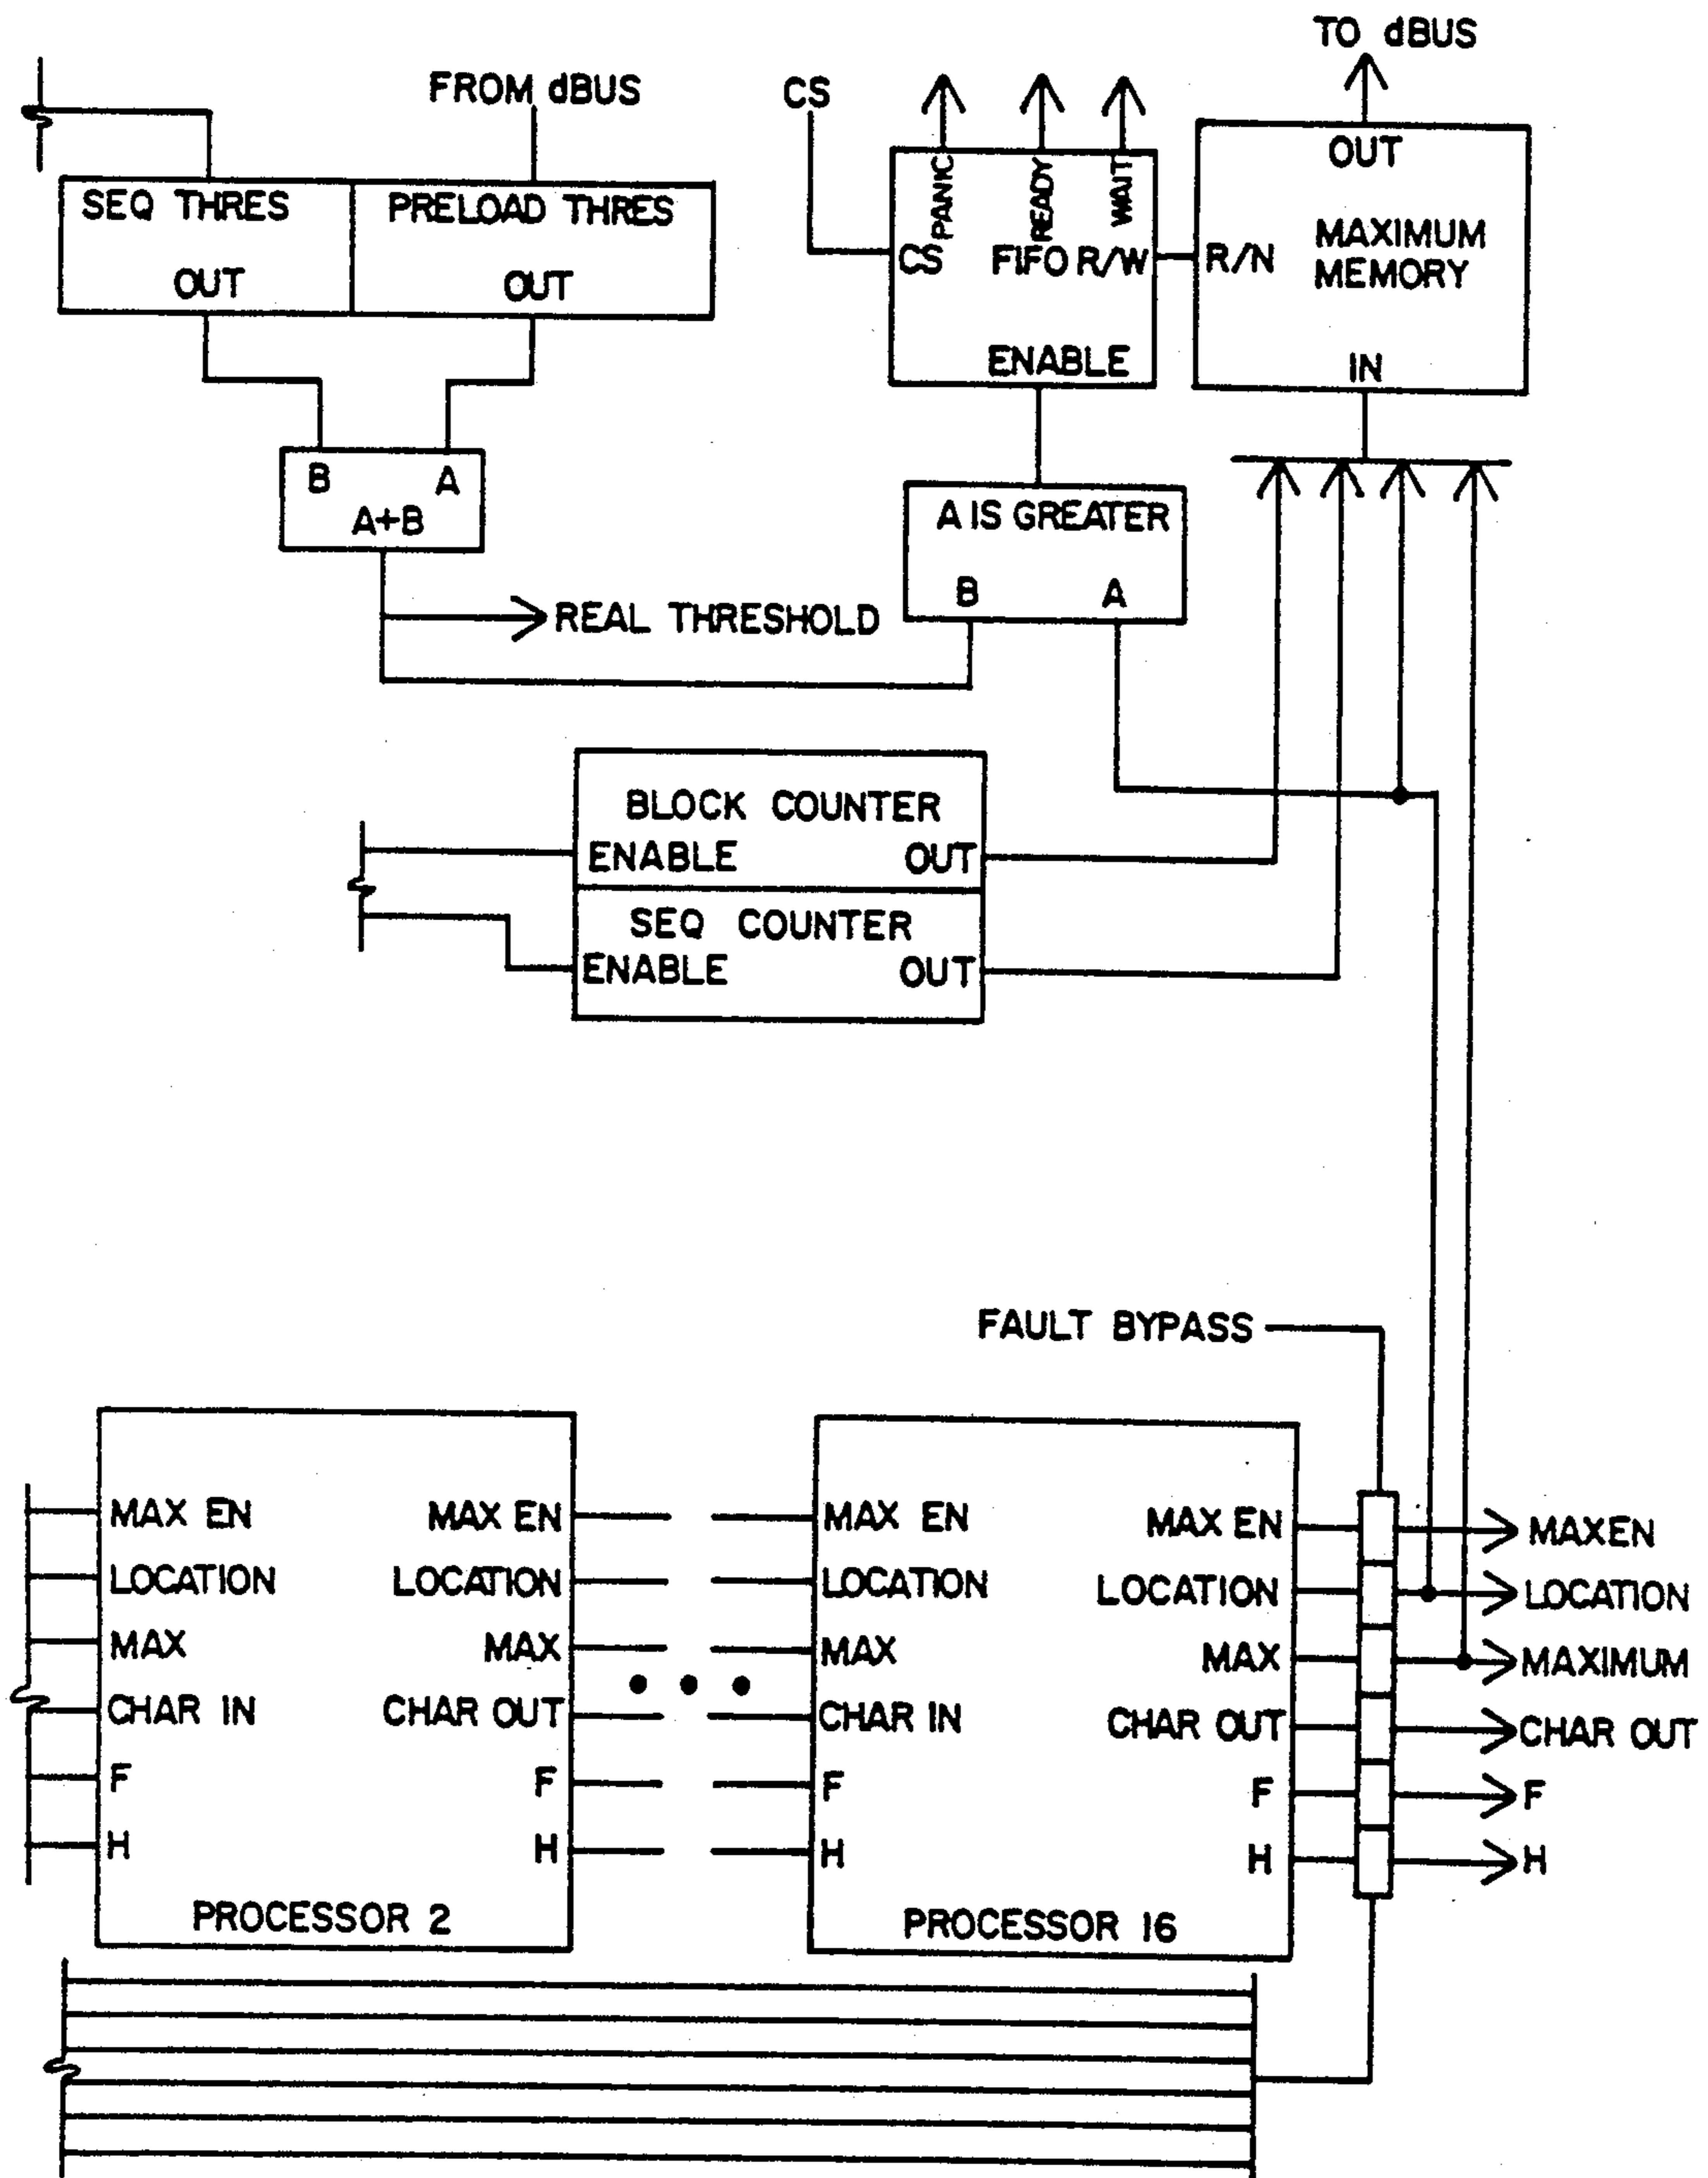 TO dBUS
FROM dBUS
CS
SEQ THRES
OUT
PRELOAD THRES
OUT
PANIC
READY
WAIT
CS
FIFO R/W
ENABLE
OUT
R/N
MAXIMUM
MEMORY
IN
B
A
A+B
A IS GREATER
B
A
REAL THRESHOLD
BLOCK COUNTER
ENABLE
OUT
SEQ COUNTER
ENABLE
OUT
FAULT BYPASS
MAX EN
LOCATION
MAX
CHAR IN
F
H
MAX EN
LOCATION
MAX
CHAR OUT
F
H
PROCESSOR 2
MAX EN
LOCATION
MAX
CHAR IN
F
H
MAX EN
LOCATION
MAX
CHAR OUT
F
H
PROCESSOR 16
MAXEN
LOCATION
MAXIMUM
CHAR OUT
F
H